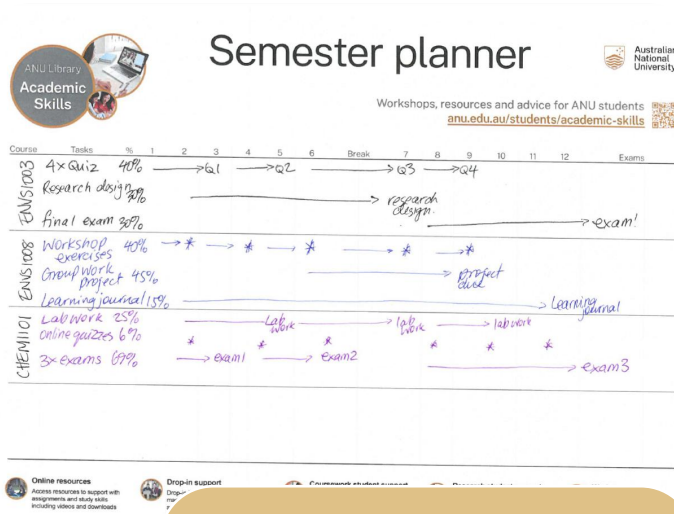 Semester planner
ANU Library
Academic
Skills
Australian
National
University
Workshops, resources and advice for ANU students
anu.edu.au/students/academic-skills
Course Tasks % 1 2 3 4 5 6 Break 7 8 9 10 11 12 Exams
ENVS1003
4x Quiz 40% Q1 Q2 Q3 Q4
Research design 30% research
design.
final exam 30% exam!
ENVS1008
Workshop 40% * * * * *
exercises
Group work project
project 45% due
Learning journal 15% Learning
journal
CHEM1101
Lab work 25% Lab work lab work lab work
online quizzes 6% * * * * * *
3x exams 69% exam1 exam2 exam3
Online resources
Access resources to support with
assignments and study skills
including videos and downloads
Drop-in support
Coursework student support